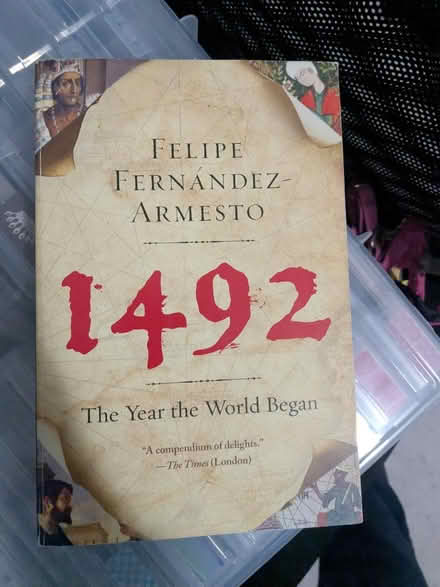 FELIPE
FERNÁNDEZ-
ARMESTO
1492
The Year the World Began
“A compendium of delights.”
—The Times (London)